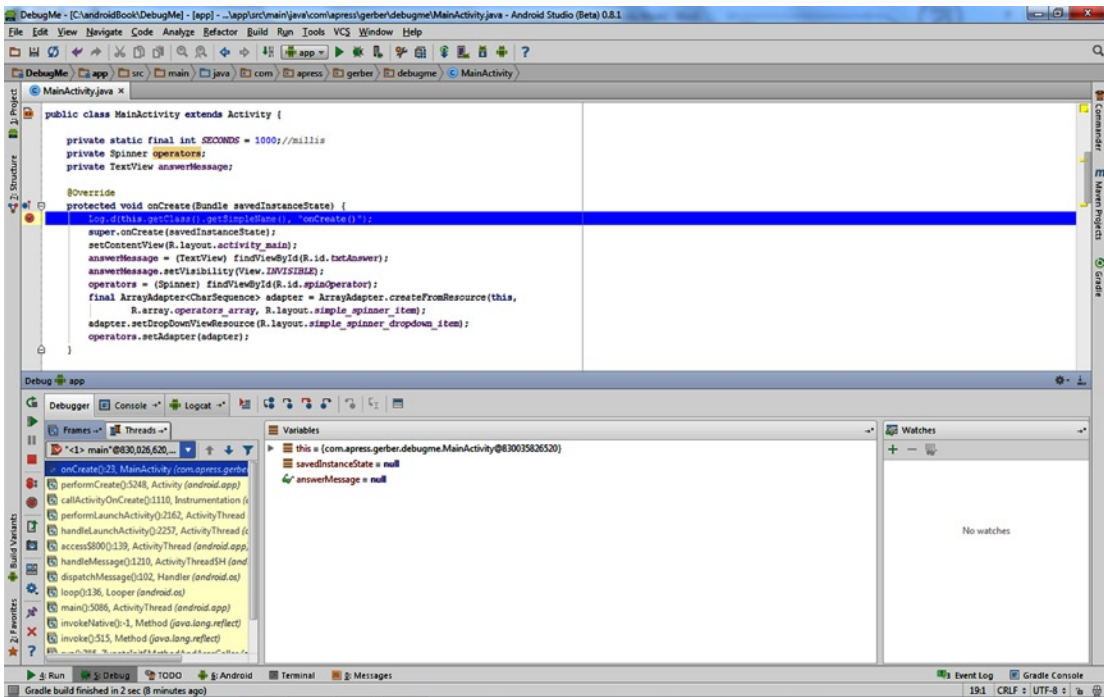 DebugMe - [C:\androidBook\DebugMe] - [app] - ...\app\src\main\java\com\apress\gerber\debugme\MainActivity.java - Android Studio (Beta) 0.8.1
File Edit View Navigate Code Analyze Refactor Build Run Tools VCS Window Help
app
DebugMe app src main java com apress gerber debugme MainActivity
MainActivity.java
1: Project
2: Structure
Build Variants
2: Favorites
Commander
Maven Projects
Gradle
public class MainActivity extends Activity {
private static final int SECONDS = 1000;//millis
private Spinner operators;
private TextView answerMessage;
@Override
protected void onCreate(Bundle savedInstanceState) {
Log.d(this.getClass().getSimpleName(), "onCreate()");
super.onCreate(savedInstanceState);
setContentView(R.layout.activity_main);
answerMessage = (TextView) findViewById(R.id.txtAnswer);
answerMessage.setVisibility(View.INVISIBLE);
operators = (Spinner) findViewById(R.id.spinOperator);
final ArrayAdapter<CharSequence> adapter = ArrayAdapter.createFromResource(this,
R.array.operators_array, R.layout.simple_spinner_item);
adapter.setDropDownViewResource(R.layout.simple_spinner_dropdown_item);
operators.setAdapter(adapter);
}
Debug app
Debugger Console Logcat
Frames Threads
"<1> main"@830,026,620,...
onCreate():23, MainActivity (com.apress.gerbe
performCreate():5248, Activity (android.app)
callActivityOnCreate():1110, Instrumentation (
performLaunchActivity():2162, ActivityThread
handleLaunchActivity():2257, ActivityThread (
access$800():139, ActivityThread (android.app,
handleMessage():1210, ActivityThread$H (and
dispatchMessage():102, Handler (android.os)
loop():136, Looper (android.os)
main():5086, ActivityThread (android.app)
invokeNative():-1, Method (java.lang.reflect)
invoke():515, Method (java.lang.reflect)
Variables
this = {com.apress.gerber.debugme.MainActivity@830035826520}
savedInstanceState = null
answerMessage = null
Watches
No watches
4: Run 5: Debug TODO 6: Android Terminal 0: Messages Event Log Gradle Console
Gradle build finished in 2 sec (8 minutes ago) 19:1 CRLF UTF-8